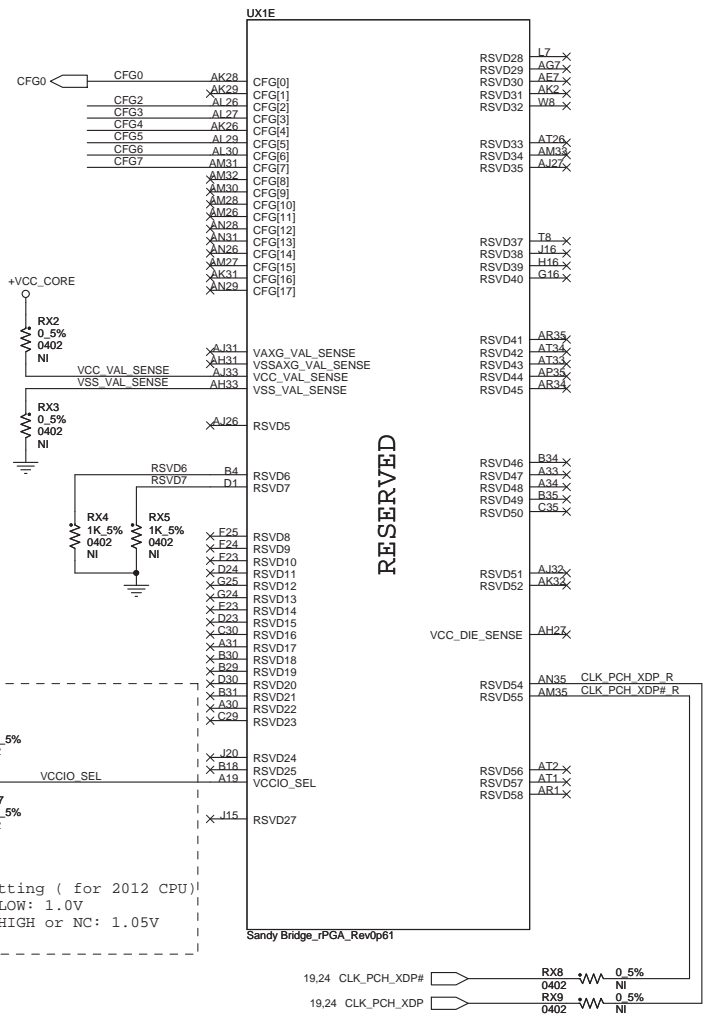 UX1E
CFG0 CFG0 AK28 CFG[0]
AK29 CFG[1]
CFG2 AL26 CFG[2]
CFG3 AL27 CFG[3]
CFG4 AK26 CFG[4]
CFG5 AL29 CFG[5]
CFG6 AL30 CFG[6]
CFG7 AM31 CFG[7]
AM32 CFG[8]
AM30 CFG[9]
AM28 CFG[10]
AM26 CFG[11]
AN28 CFG[12]
AN31 CFG[13]
AN26 CFG[14]
AM27 CFG[15]
AK31 CFG[16]
AN29 CFG[17]
+VCC_CORE
RX2
0_5%
0402
NI
AJ31 VAXG_VAL_SENSE
AH31 VSSAXG_VAL_SENSE
VCC_VAL_SENSE AJ33 VCC_VAL_SENSE
VSS_VAL_SENSE AH33 VSS_VAL_SENSE
RX3
0_5%
0402
NI
AJ26 RSVD5
RSVD6 B4 RSVD6
RSVD7 D1 RSVD7
RX4
1K_5%
0402
NI
RX5
1K_5%
0402
NI
F25 RSVD8
F24 RSVD9
F23 RSVD10
D24 RSVD11
G25 RSVD12
G24 RSVD13
E23 RSVD14
D23 RSVD15
C30 RSVD16
A31 RSVD17
B30 RSVD18
B29 RSVD19
D30 RSVD20
B31 RSVD21
A30 RSVD22
C29 RSVD23
J20 RSVD24
B18 RSVD25
VCCIO_SEL A19 VCCIO_SEL
J15 RSVD27
_5%
7
_5%
tting ( for 2012 CPU)
LOW: 1.0V
HIGH or NC: 1.05V
RESERVED
RSVD28 L7
RSVD29 AG7
RSVD30 AE7
RSVD31 AK2
RSVD32 W8
RSVD33 AT26
RSVD34 AM33
RSVD35 AJ27
RSVD37 T8
RSVD38 J16
RSVD39 H16
RSVD40 G16
RSVD41 AR35
RSVD42 AT34
RSVD43 AT33
RSVD44 AP35
RSVD45 AR34
RSVD46 B34
RSVD47 A33
RSVD48 A34
RSVD49 B35
RSVD50 C35
RSVD51 AJ32
RSVD52 AK32
VCC_DIE_SENSE AH27
RSVD54 AN35 CLK_PCH_XDP_R
RSVD55 AM35 CLK_PCH_XDP#_R
RSVD56 AT2
RSVD57 AT1
RSVD58 AR1
Sandy Bridge_rPGA_Rev0p61
19,24 CLK_PCH_XDP# RX8 0_5%
0402 NI
19,24 CLK_PCH_XDP RX9 0_5%
0402 NI